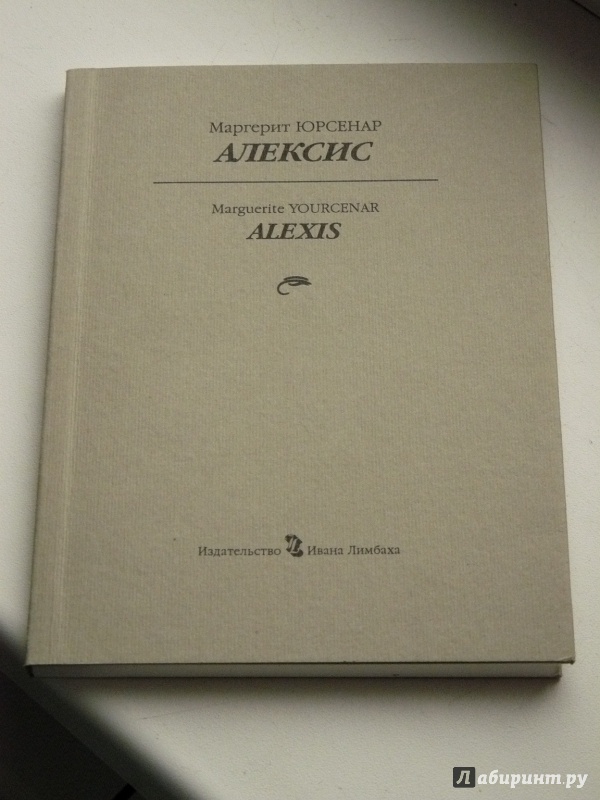 Маргерит ЮРСЕНАР
АЛЕКСИС
Marguerite YOURCENAR
ALEXIS
Издательство Ивана Лимбаха
Лабиринт.ру